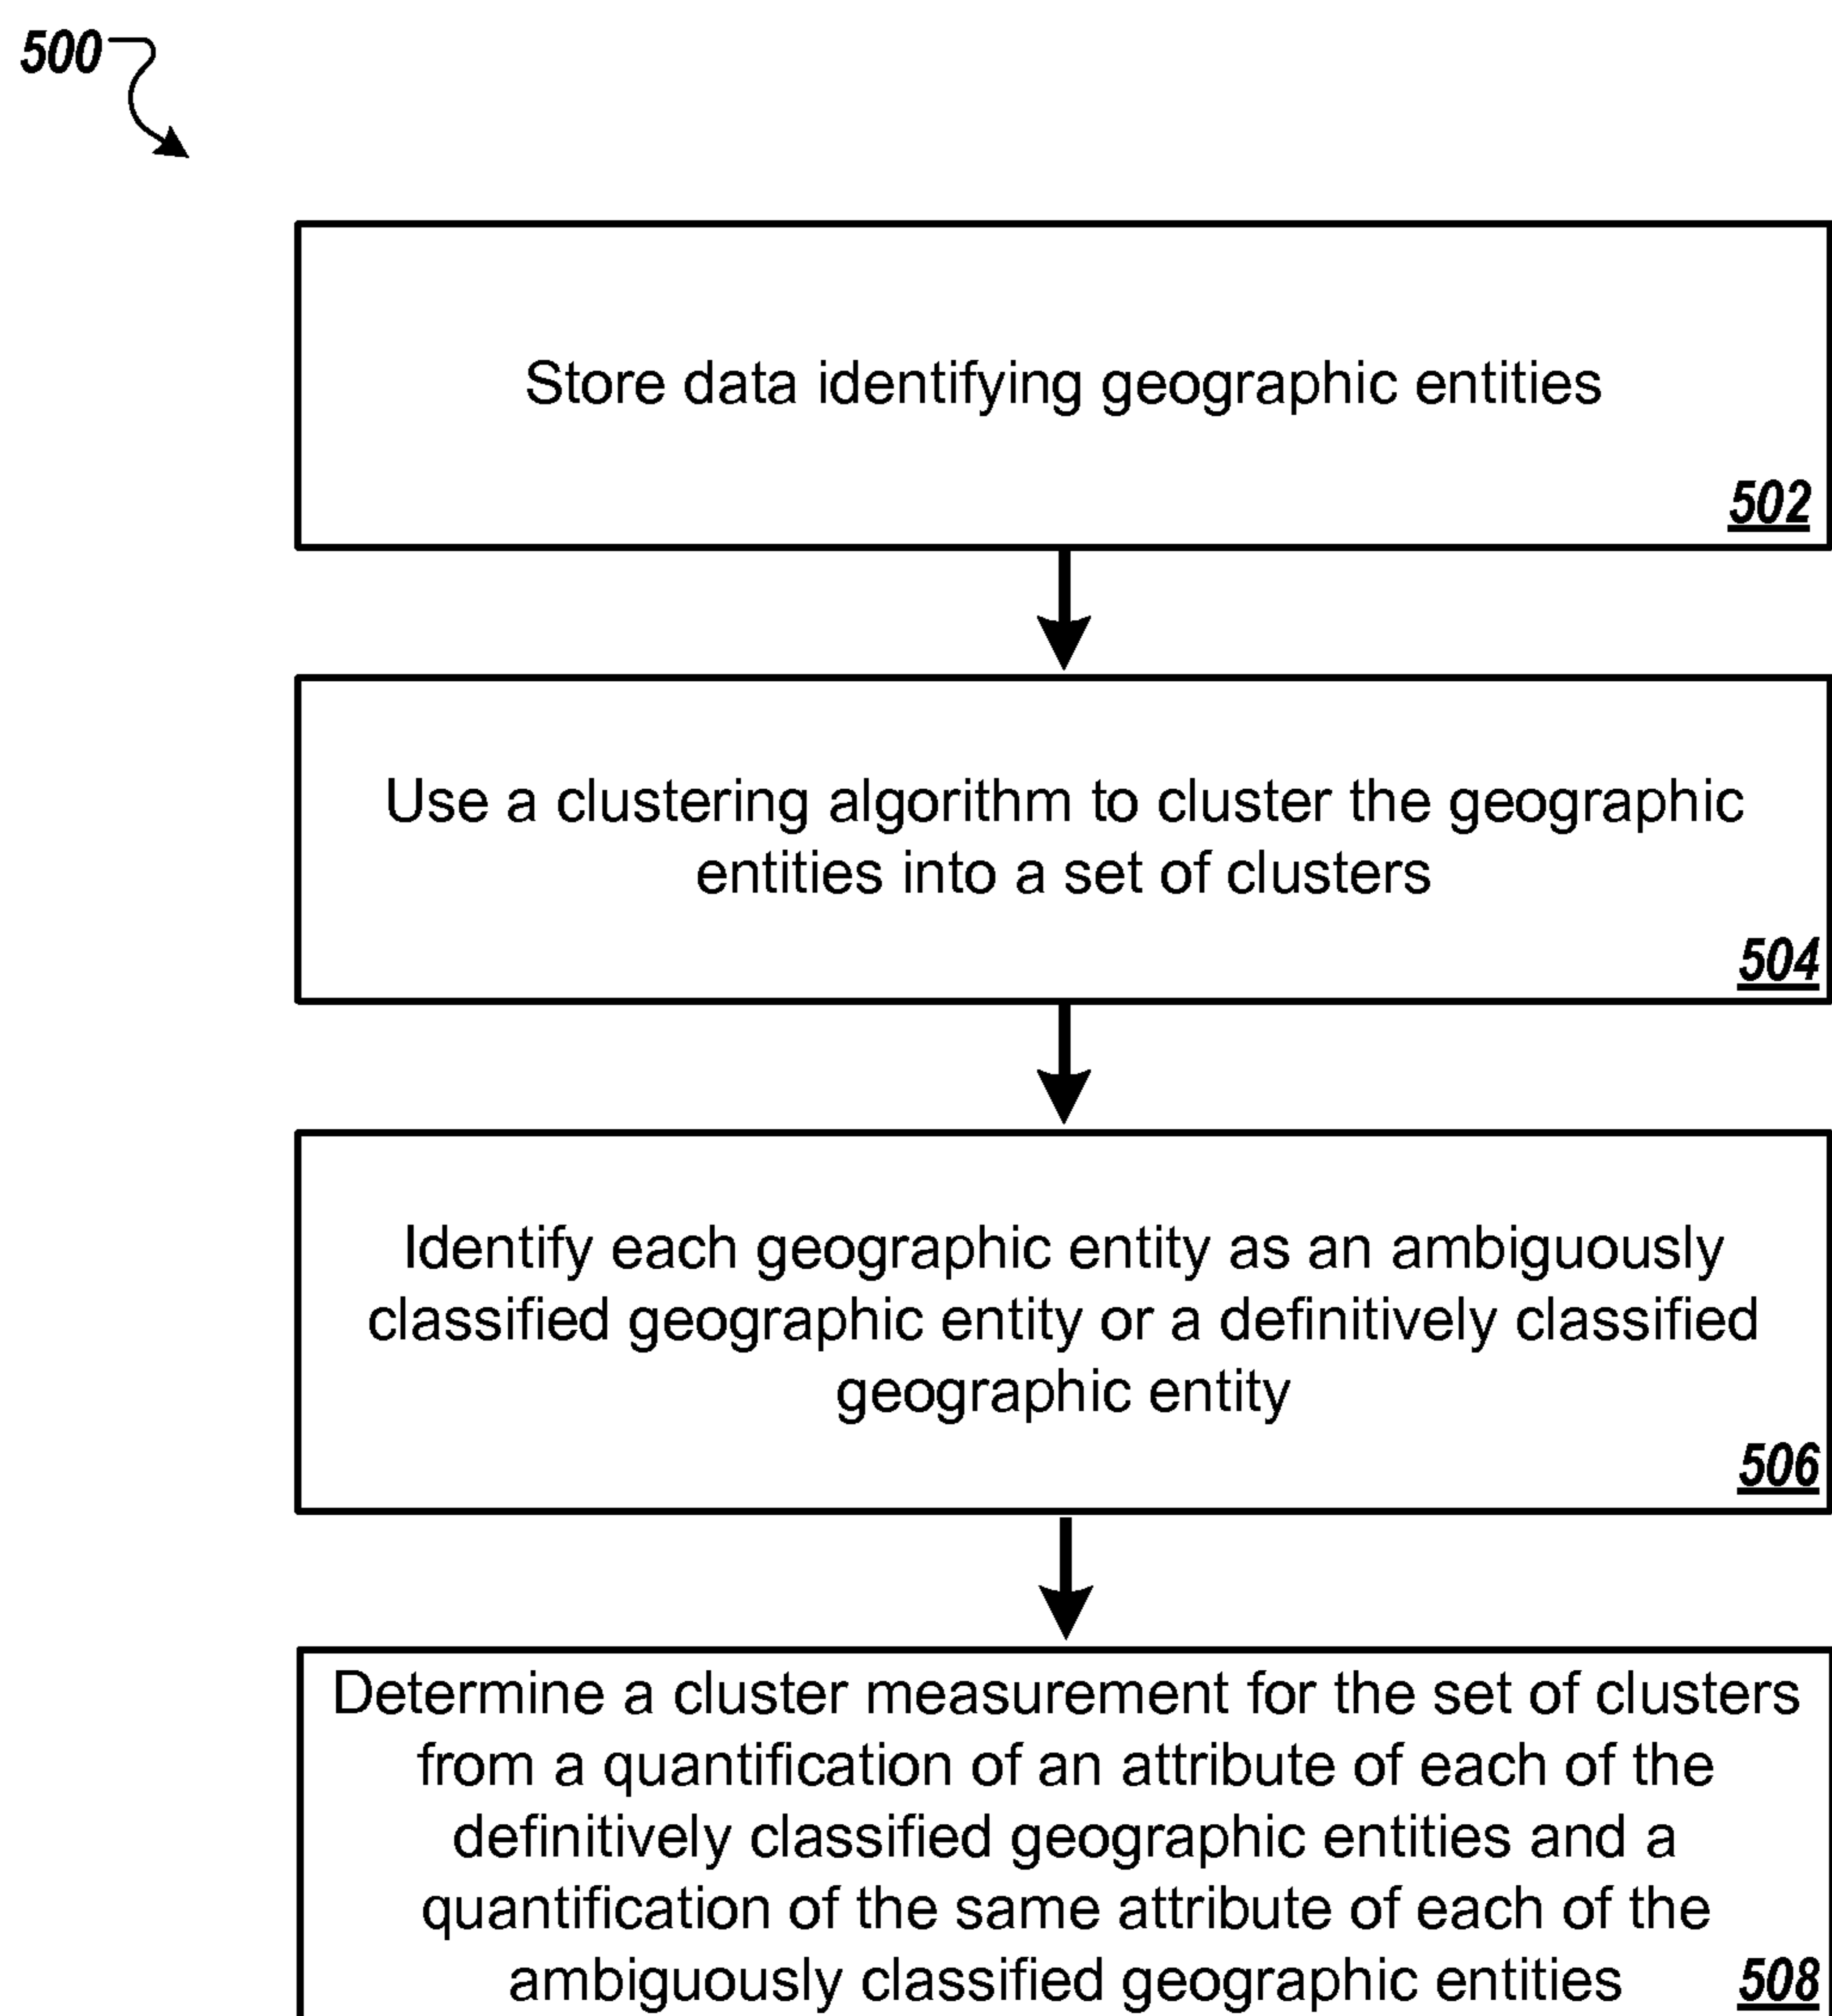 500
Store data identifying geographic entities
502
Use a clustering algorithm to cluster the geographic
entities into a set of clusters
504
Identify each geographic entity as an ambiguously
classified geographic entity or a definitively classified
geographic entity
506
Determine a cluster measurement for the set of clusters
from a quantification of an attribute of each of the
definitively classified geographic entities and a
quantification of the same attribute of each of the
ambiguously classified geographic entities
508